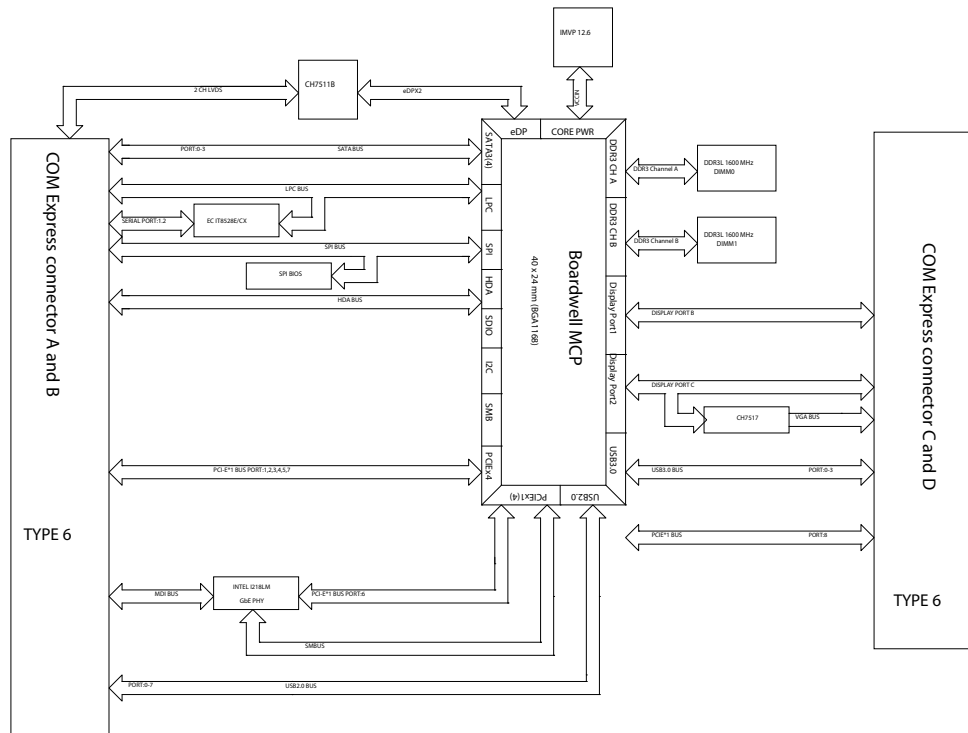 IMVP 12.6
VCCIN
CH7511B
2 CH LVDS
eDPX2
eDP
CORE PWR
COM Express connector A and B
TYPE 6
PORT:0-3
SATA BUS
LPC BUS
SERIAL PORT:1.2
EC IT8528E/CX
SPI BUS
SPI BIOS
HDA BUS
PCI-E*1 BUS PORT:1,2,3,4,5,7
MDI BUS
INTEL I218LM
GbE PHY
PCI-E*1 BUS PORT:6
SMBUS
PORT:0-7
USB2.0 BUS
SATA3(4)
LPC
SPI
HDA
SDIO
I2C
SMB
PCIEx4
PCIEx1(4)
USB2.0
Boardwell MCP
40 x 24 mm (BGA1168)
DDR3 CH A
DDR3 CH B
Display Port1
Display Port2
USB3.0
DDR3 Channel A
DDR3L 1600 MHz
DIMM0
DDR3 Channel B
DDR3L 1600 MHz
DIMM1
DISPLAY PORT B
DISPLAY PORT C
CH7517
VGA BUS
USB3.0 BUS
PORT:0-3
PCIE*1 BUS
PORT:8
COM Express connector C and D
TYPE 6